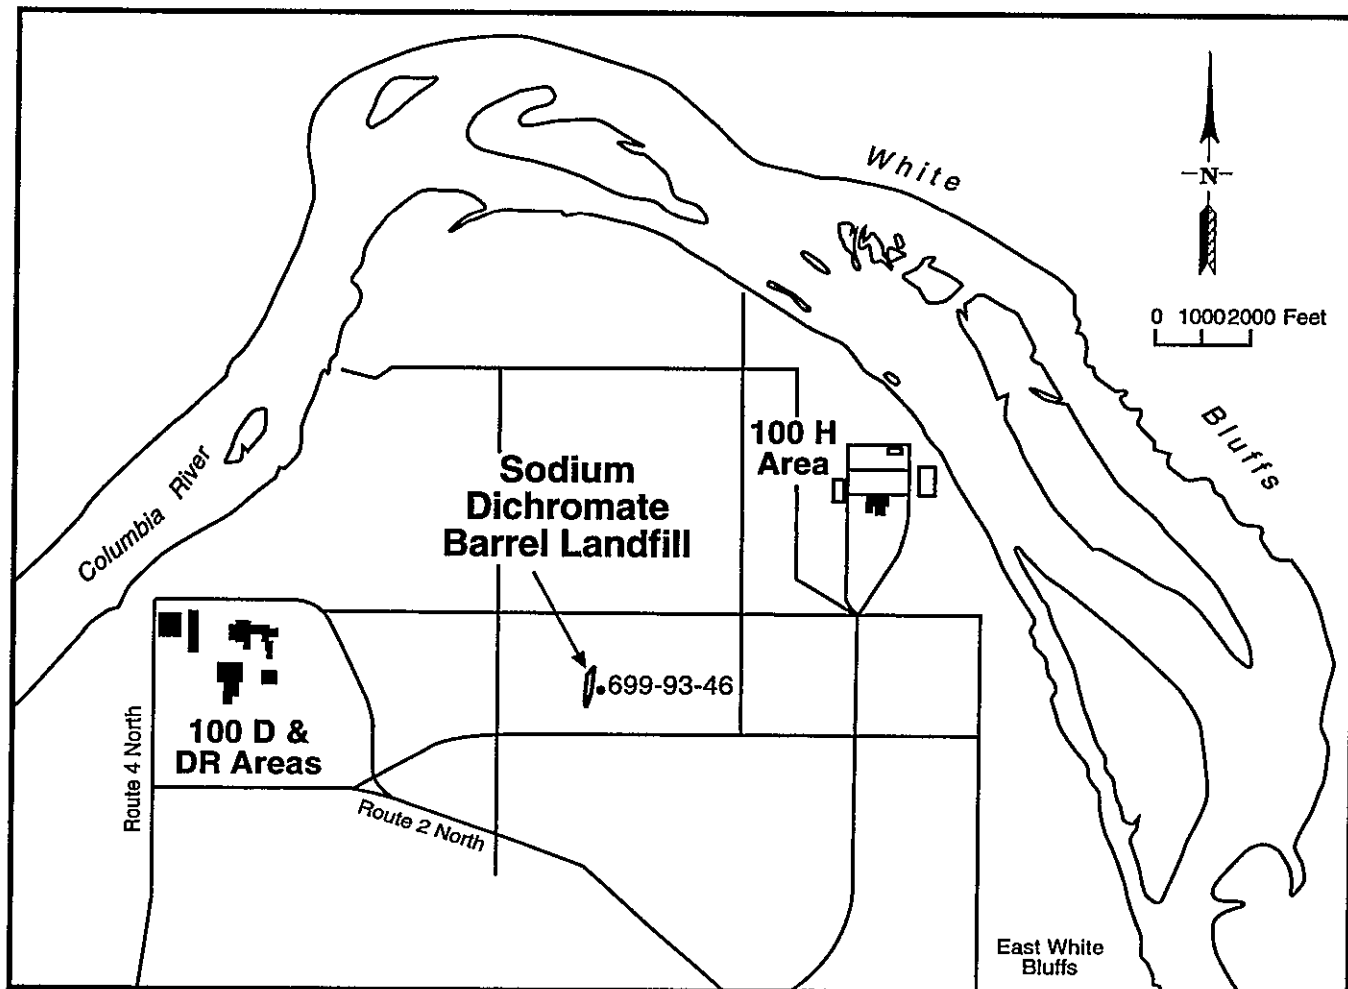 White
N
0 1000 2000 Feet
Bluffs
100 H
Area
Sodium
Dichromate
Barrel Landfill
Columbia River
699-93-46
100 D &
DR Areas
Route 4 North
Route 2 North
East White
Bluffs